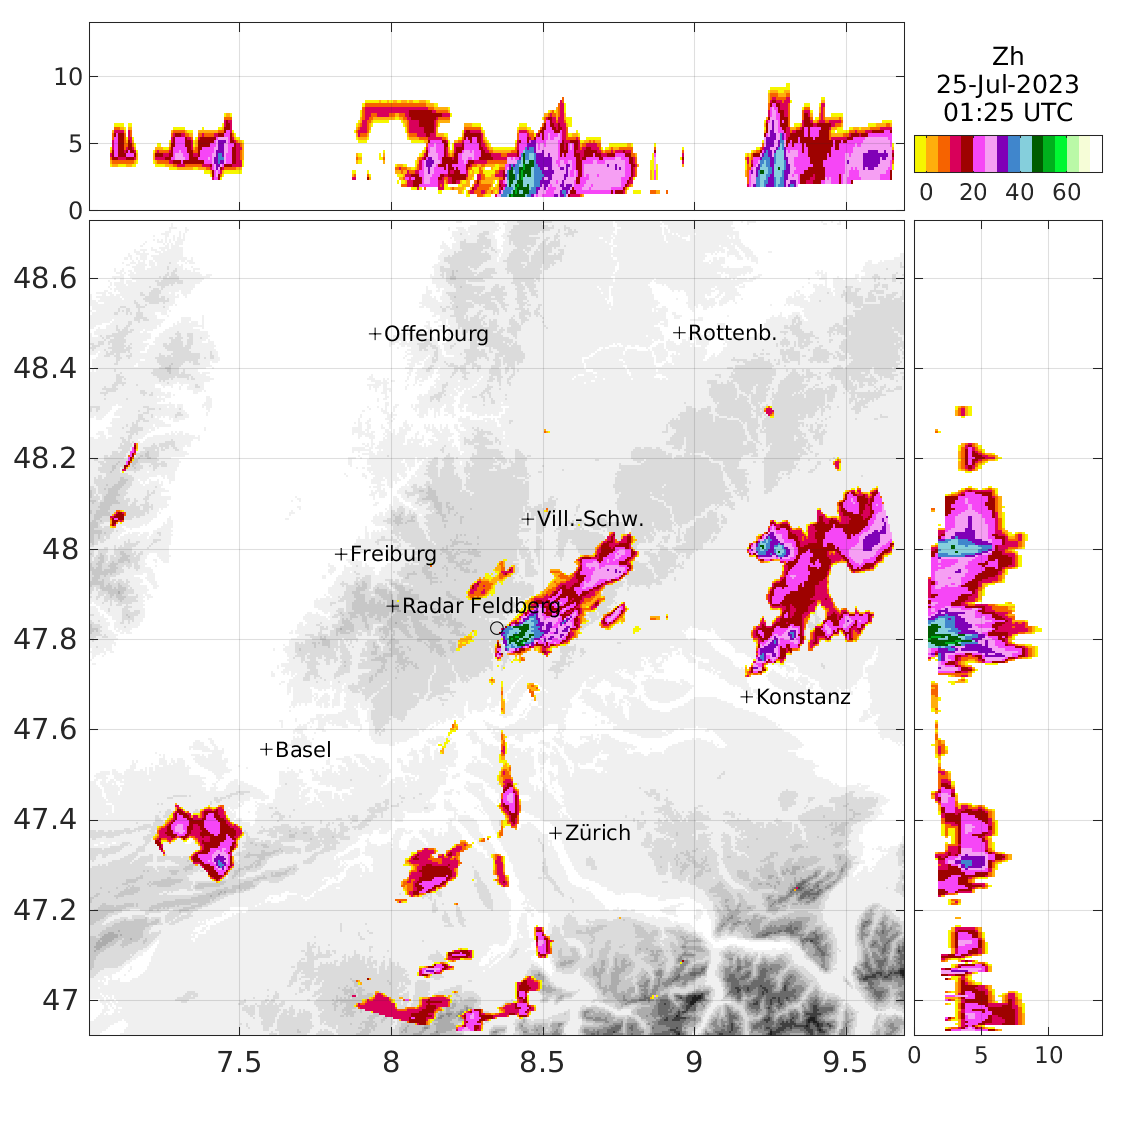 10
5
0
Zh
25-Jul-2023
01:25 UTC
0 20 40 60
48.6
48.4
48.2
48
47.8
47.6
47.4
47.2
47
+Offenburg
+Rottenb.
+Vill.-Schw.
+Freiburg
+Radar Feldberg
+Konstanz
+Basel
+Zürich
7.5 8 8.5 9 9.5
0 5 10